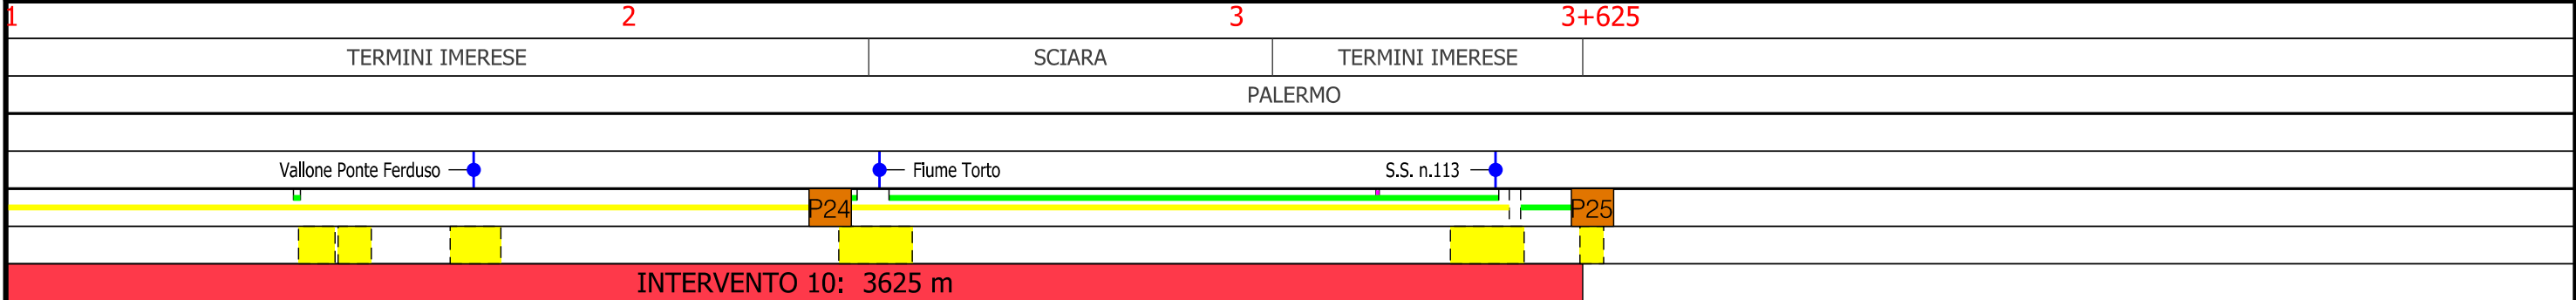 1 2 3 3+625
TERMINI IMERESE SCIARA TERMINI IMERESE
PALERMO
Vallone Ponte Ferduso Fiume Torto S.S. n.113
P24 P25
INTERVENTO 10: 3625 m